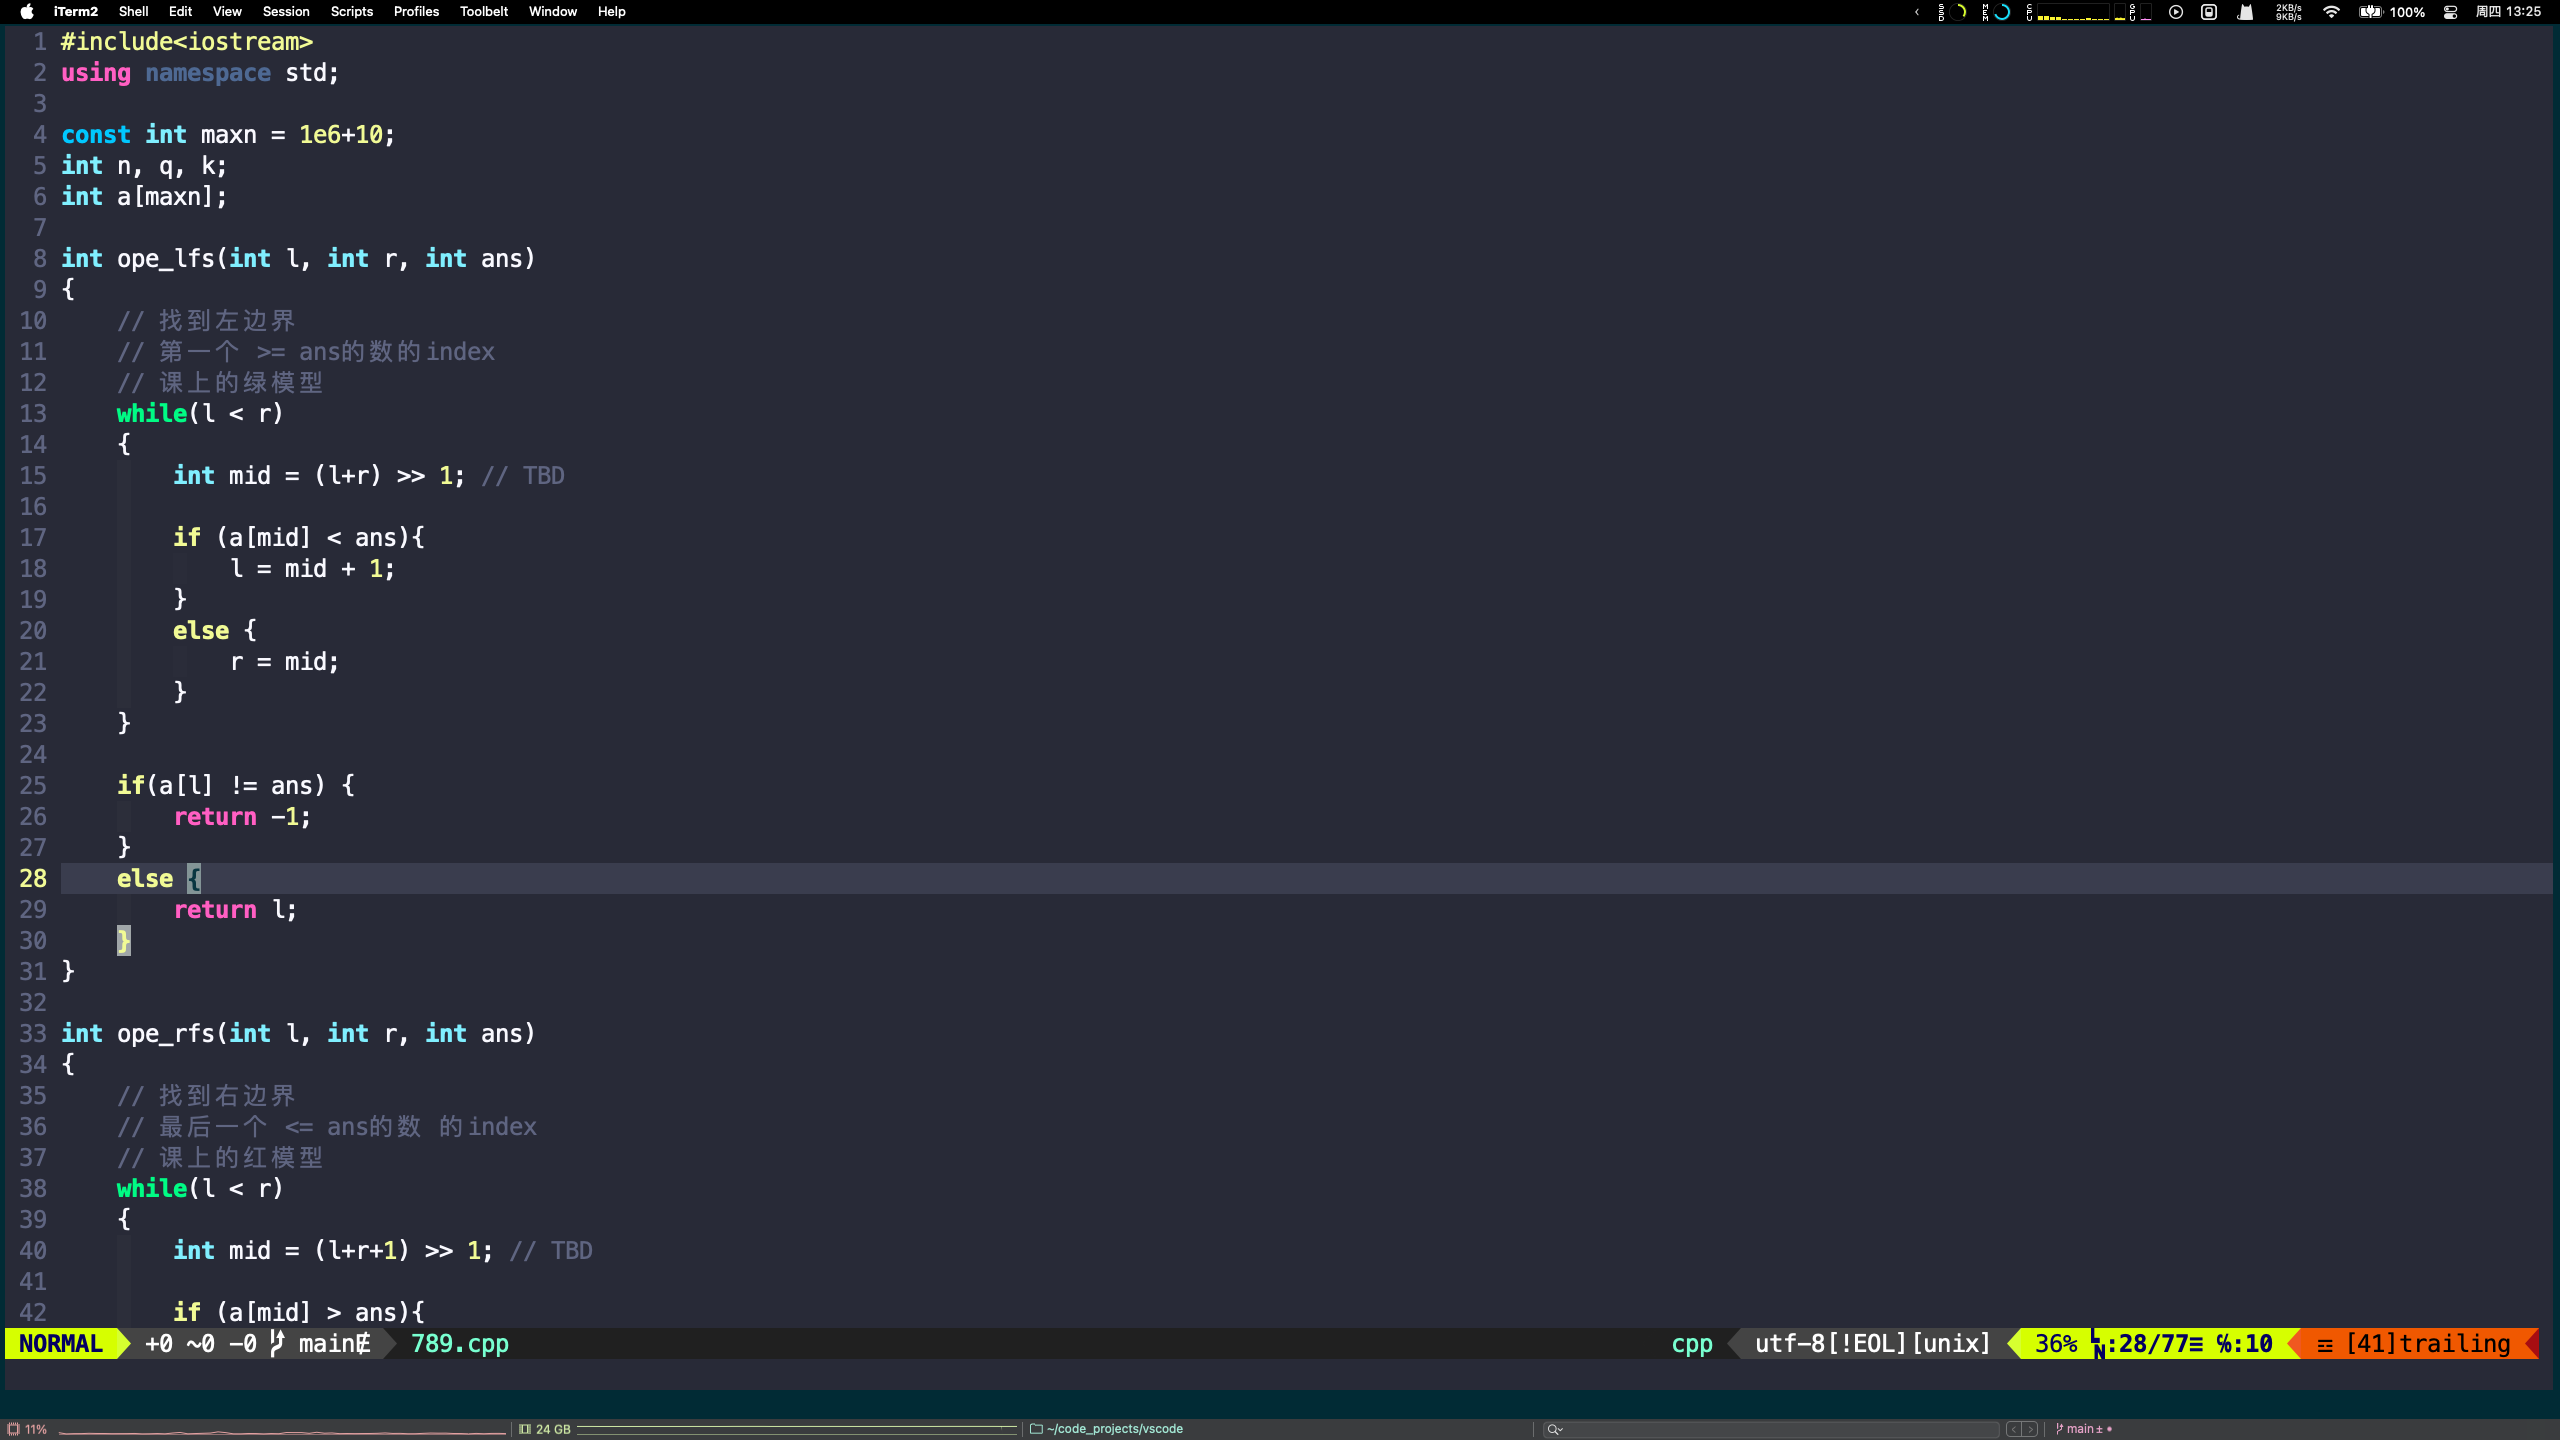 iTerm2 Shell Edit View Session Scripts Profiles Toolbelt Window Help
SSD MEM CPU GPU 2KB/s 9KB/s 100% 周四 13:25
1 #include<iostream>
2 using namespace std;
3
4 const int maxn = 1e6+10;
5 int n, q, k;
6 int a[maxn];
7
8 int ope_lfs(int l, int r, int ans)
9 {
10 // 找到左边界
11 // 第一个 >= ans的数的index
12 // 课上的绿模型
13 while(l < r)
14 {
15 int mid = (l+r) >> 1; // TBD
16
17 if (a[mid] < ans){
18 l = mid + 1;
19 }
20 else {
21 r = mid;
22 }
23 }
24
25 if(a[l] != ans) {
26 return -1;
27 }
28 else {
29 return l;
30 }
31 }
32
33 int ope_rfs(int l, int r, int ans)
34 {
35 // 找到右边界
36 // 最后一个 <= ans的数 的index
37 // 课上的红模型
38 while(l < r)
39 {
40 int mid = (l+r+1) >> 1; // TBD
41
42 if (a[mid] > ans){
NORMAL +0 ~0 -0 main 789.cpp cpp utf-8[!EOL][unix] 36% :28/77≡ ℅:10 ☲ [41]trailing
11% 24 GB ~/code_projects/vscode main±